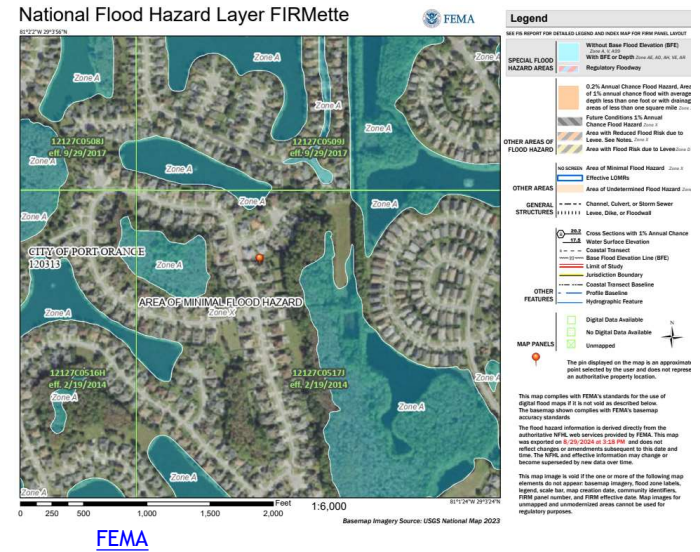 National Flood Hazard Layer FIRMette
FEMA
Legend
81°2'2"W 29°3'56"N
SEE FIS REPORT FOR DETAILED LEGEND AND INDEX MAP FOR FIRM PANEL LAYOUT
SPECIAL FLOOD
HAZARD AREAS
Without Base Flood Elevation (BFE)
Zone A, V, A99
With BFE or Depth Zone AE, AO, AH, VE, AR
Regulatory Floodway
0.2% Annual Chance Flood Hazard, Area
of 1% annual chance flood with average
depth less than one foot or with drainag
areas of less than one square mile Zone
Future Conditions 1% Annual
Chance Flood Hazard Zone X
OTHER AREAS OF
FLOOD HAZARD
Area with Reduced Flood Risk due to
Levee. See Notes. Zone X
Area with Flood Risk due to Levee Zone D
NO SCREEN Area of Minimal Flood Hazard Zone X
Effective LOMRs
OTHER AREAS
Area of Undetermined Flood Hazard Zone
GENERAL
STRUCTURES
Channel, Culvert, or Storm Sewer
Levee, Dike, or Floodwall
20.2 Cross Sections with 1% Annual Chance
17.5 Water Surface Elevation
Coastal Transect
Base Flood Elevation Line (BFE)
Limit of Study
Jurisdiction Boundary
Coastal Transect Baseline
OTHER
FEATURES
Profile Baseline
Hydrographic Feature
Digital Data Available
No Digital Data Available
MAP PANELS
Unmapped
N
The pin displayed on the map is an approximat
point selected by the user and does not represe
an authoritative property location.
This map complies with FEMA's standards for the use of
digital flood maps if it is not void as described below.
The basemap shown complies with FEMA's basemap
accuracy standards
The flood hazard information is derived directly from the
authoritative NFHL web services provided by FEMA. This map
was exported on 8/29/2024 at 3:18 PM and does not
reflect changes or amendments subsequent to this date and
time. The NFHL and effective information may change or
become superseded by new data over time.
This map image is void if the one or more of the following map
elements do not appear: basemap imagery, flood zone labels,
legend, scale bar, map creation date, community identifiers,
FIRM panel number, and FIRM effective date. Map images for
unmapped and unmodernized areas cannot be used for
regulatory purposes.
Zone A
Zone A
Zone A
12127C0508J
eff. 9/29/2017
12127C0509J
eff. 9/29/2017
Zone A
Zone A
Zone A
Zone A
Zone A
CITY OF PORT ORANGE
120313
Zone A
AREA OF MINIMAL FLOOD HAZARD
Zone X
Zone A
12127C0516H
eff. 2/19/2014
12127C0517J
eff. 2/19/2014
Zone A
Zone A
Zone A
Zone A
81°1'24"W 29°3'24"N
0 250 500 1,000 1,500 2,000
Feet
1:6,000
Basemap Imagery Source: USGS National Map 2023
FEMA